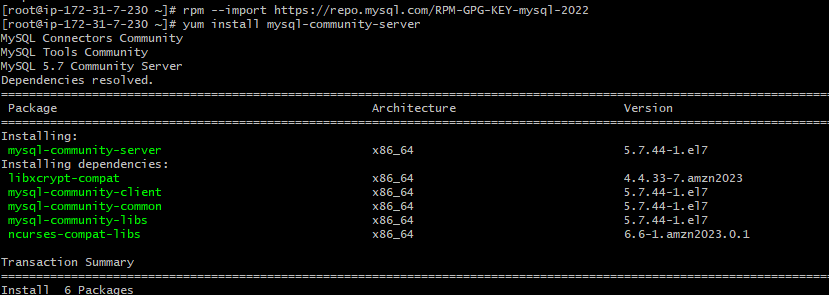 [root@ip-172-31-7-230 ~]# rpm --import https://repo.mysql.com/RPM-GPG-KEY-mysql-2022
[root@ip-172-31-7-230 ~]# yum install mysql-community-server
MySQL Connectors Community
MySQL Tools Community
MySQL 5.7 Community Server
Dependencies resolved.
Package Architecture Version
Installing:
mysql-community-server x86_64 5.7.44-1.el7
Installing dependencies:
libxcrypt-compat x86_64 4.4.33-7.amzn2023
mysql-community-client x86_64 5.7.44-1.el7
mysql-community-common x86_64 5.7.44-1.el7
mysql-community-libs x86_64 5.7.44-1.el7
ncurses-compat-libs x86_64 6.6-1.amzn2023.0.1
Transaction Summary
Install 6 Packages